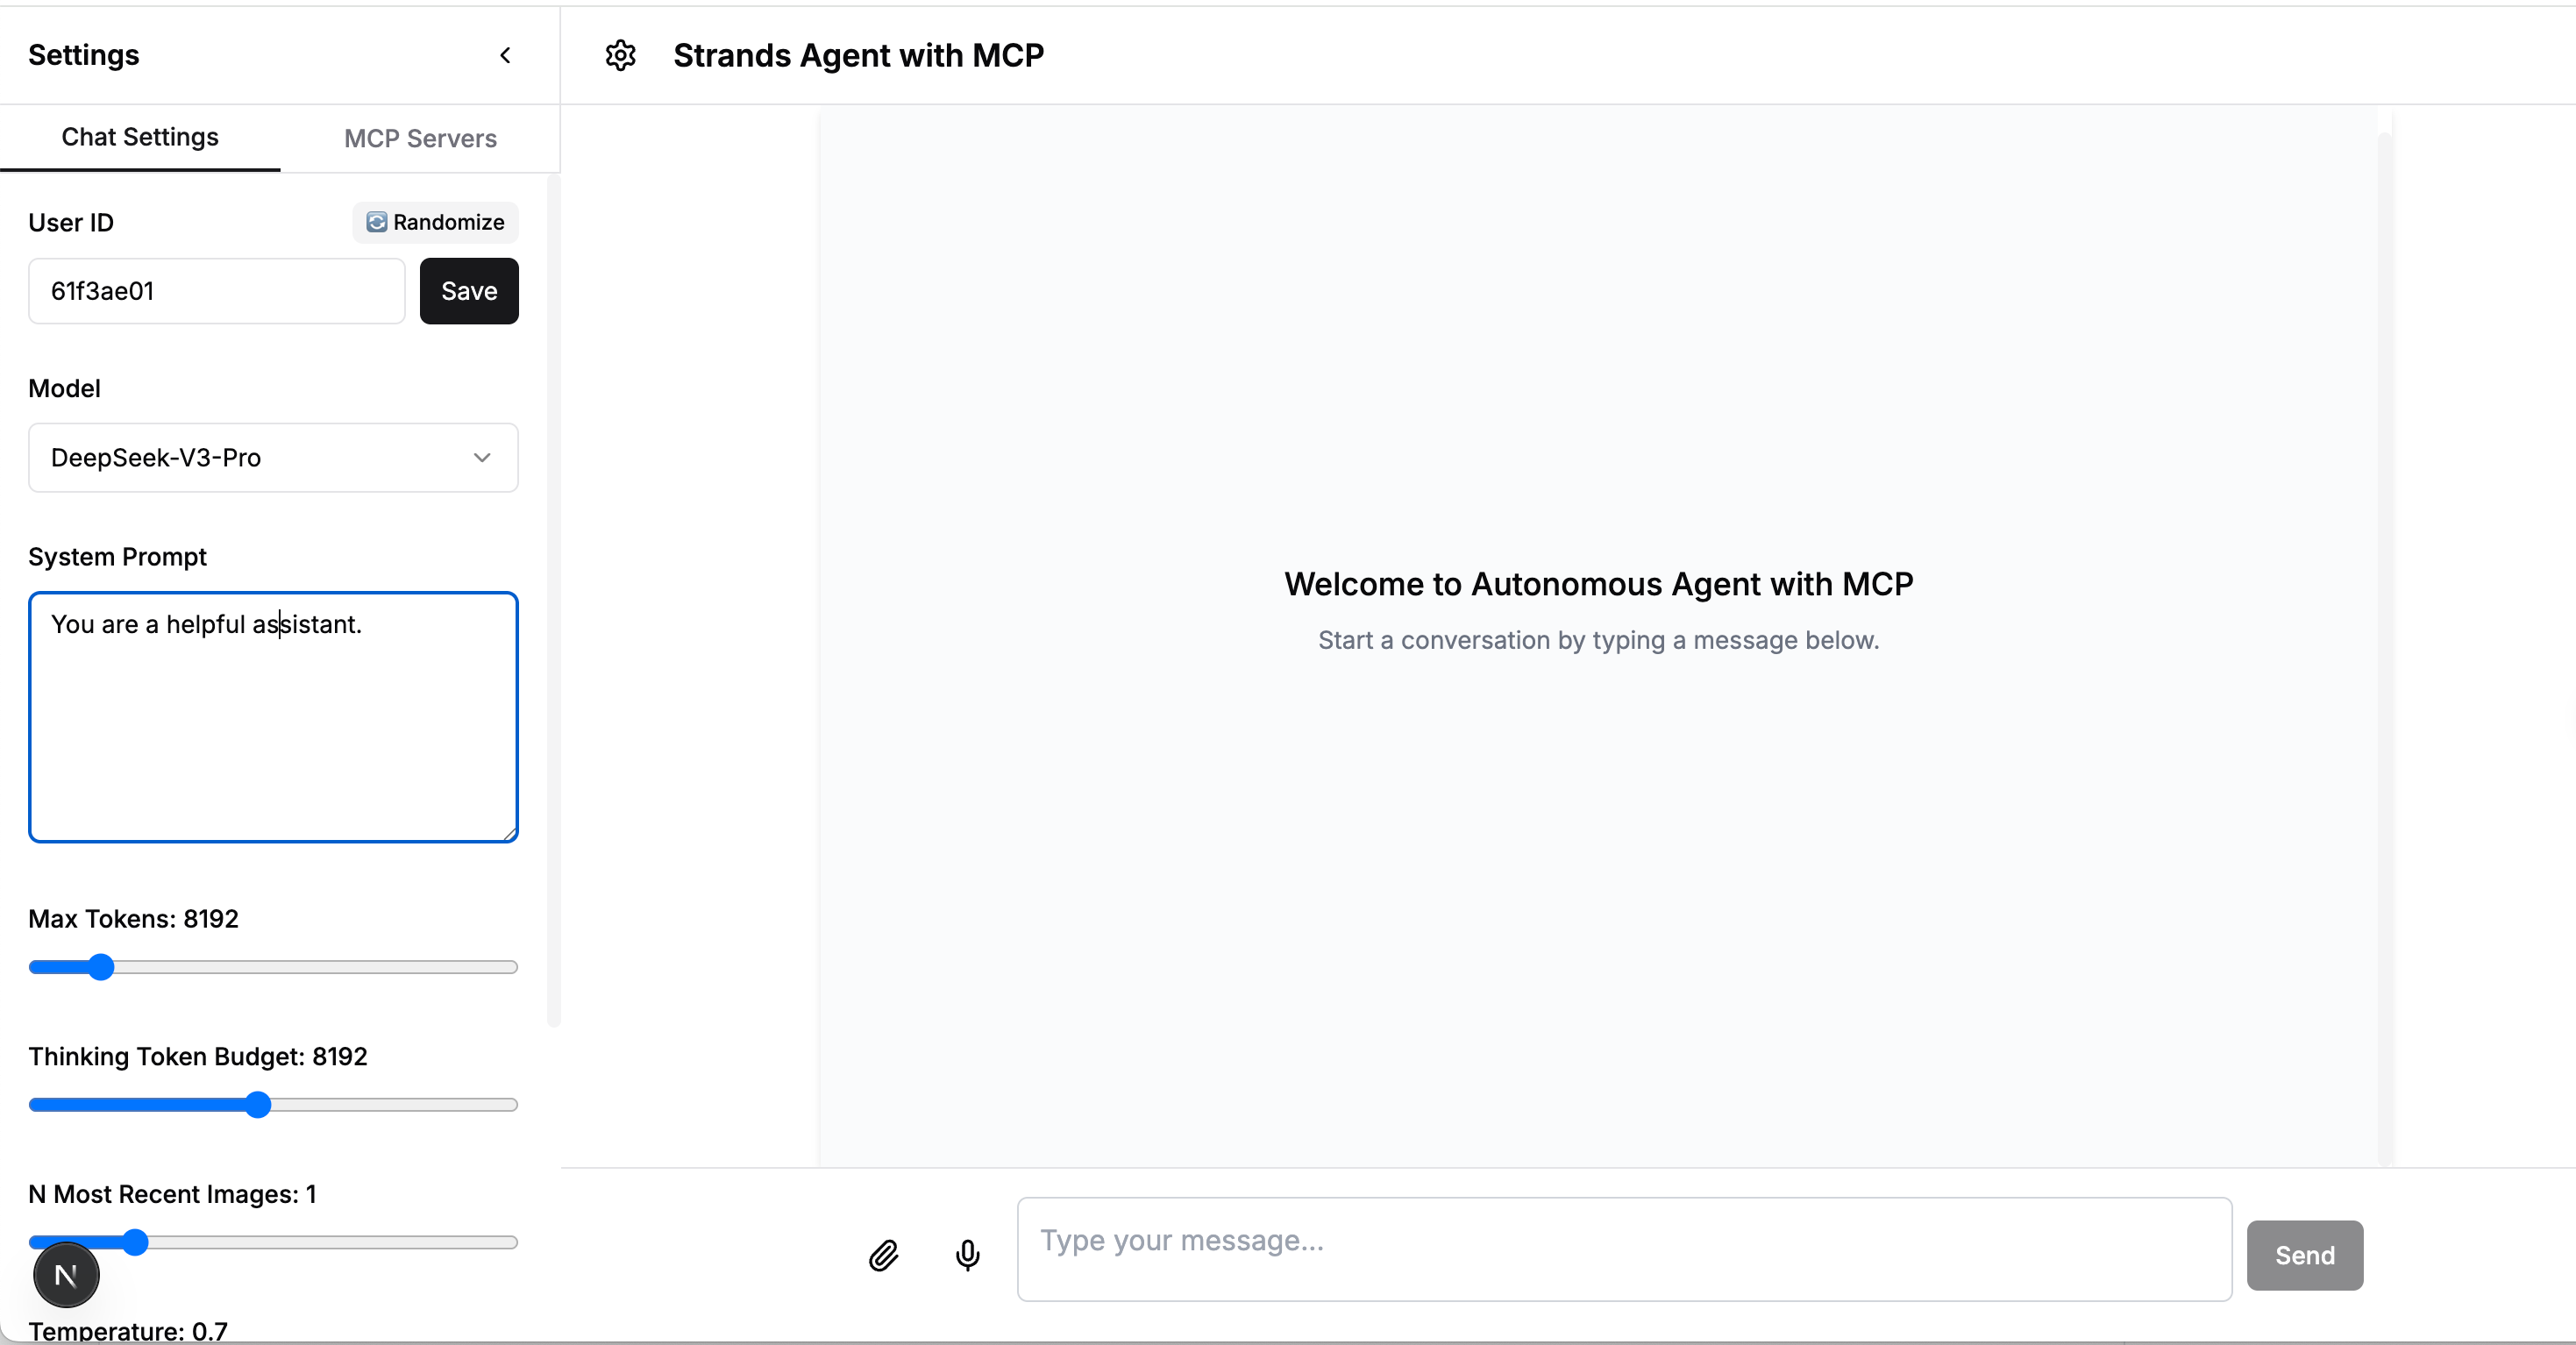 Settings
Strands Agent with MCP
Chat Settings
MCP Servers
User ID
Randomize
61f3ae01
Save
Model
DeepSeek-V3-Pro
System Prompt
You are a helpful assistant.
Max Tokens: 8192
Thinking Token Budget: 8192
N Most Recent Images: 1
N
Temperature: 0.7
Welcome to Autonomous Agent with MCP
Start a conversation by typing a message below.
Type your message...
Send